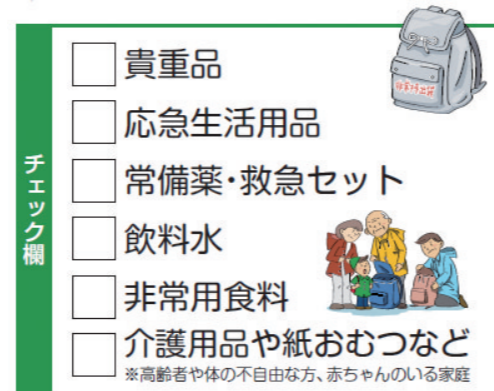 貴重品
応急生活用品
常備薬・救急セット
飲料水
非常用食料
介護用品や紙おむつなど
※高齢者や体の不自由な方、赤ちゃんのいる家庭
チェック欄